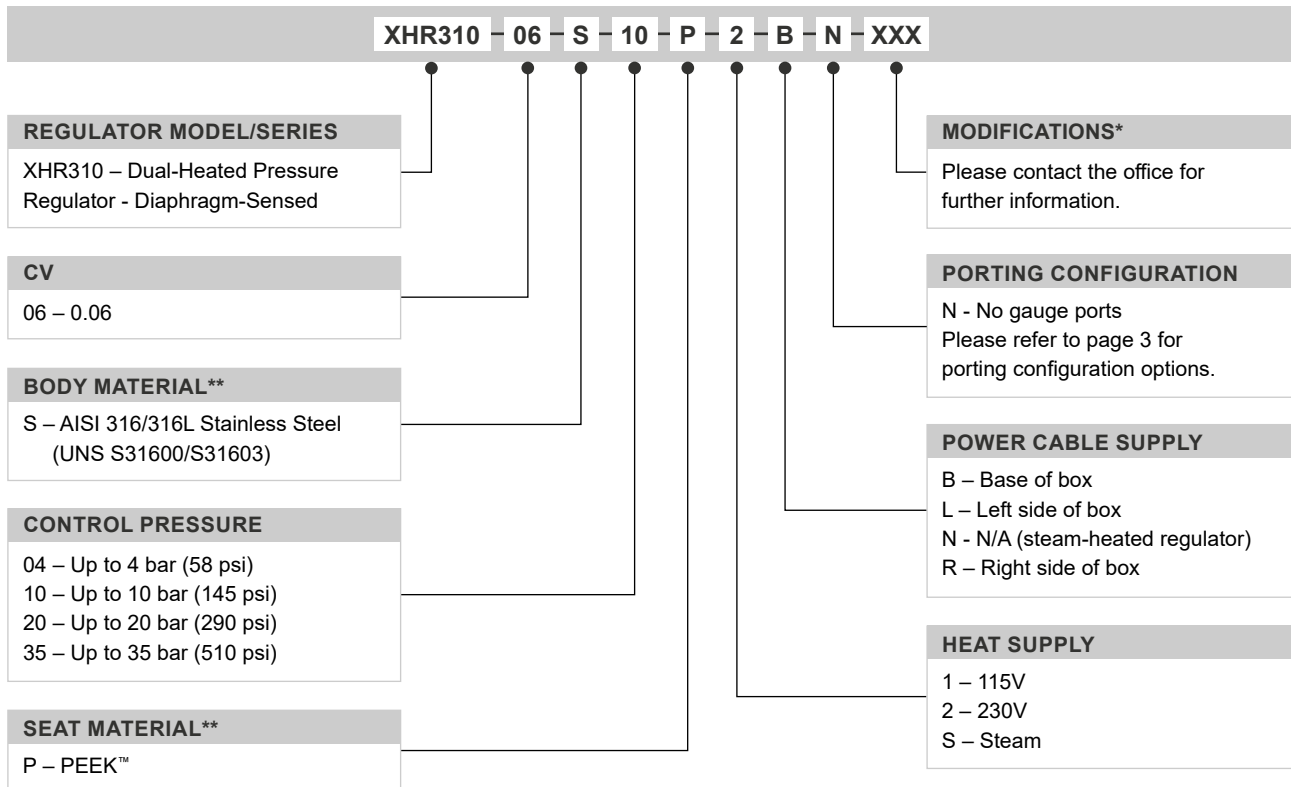 XHR310 – 06 – S – 10 – P – 2 – B – N – XXX
REGULATOR MODEL/SERIES
XHR310 – Dual-Heated Pressure
Regulator - Diaphragm-Sensed
CV
06 – 0.06
BODY MATERIAL**
S – AISI 316/316L Stainless Steel
(UNS S31600/S31603)
CONTROL PRESSURE
04 – Up to 4 bar (58 psi)
10 – Up to 10 bar (145 psi)
20 – Up to 20 bar (290 psi)
35 – Up to 35 bar (510 psi)
SEAT MATERIAL**
P – PEEK™
MODIFICATIONS*
Please contact the office for
further information.
PORTING CONFIGURATION
N - No gauge ports
Please refer to page 3 for
porting configuration options.
POWER CABLE SUPPLY
B – Base of box
L – Left side of box
N - N/A (steam-heated regulator)
R – Right side of box
HEAT SUPPLY
1 – 115V
2 – 230V
S – Steam